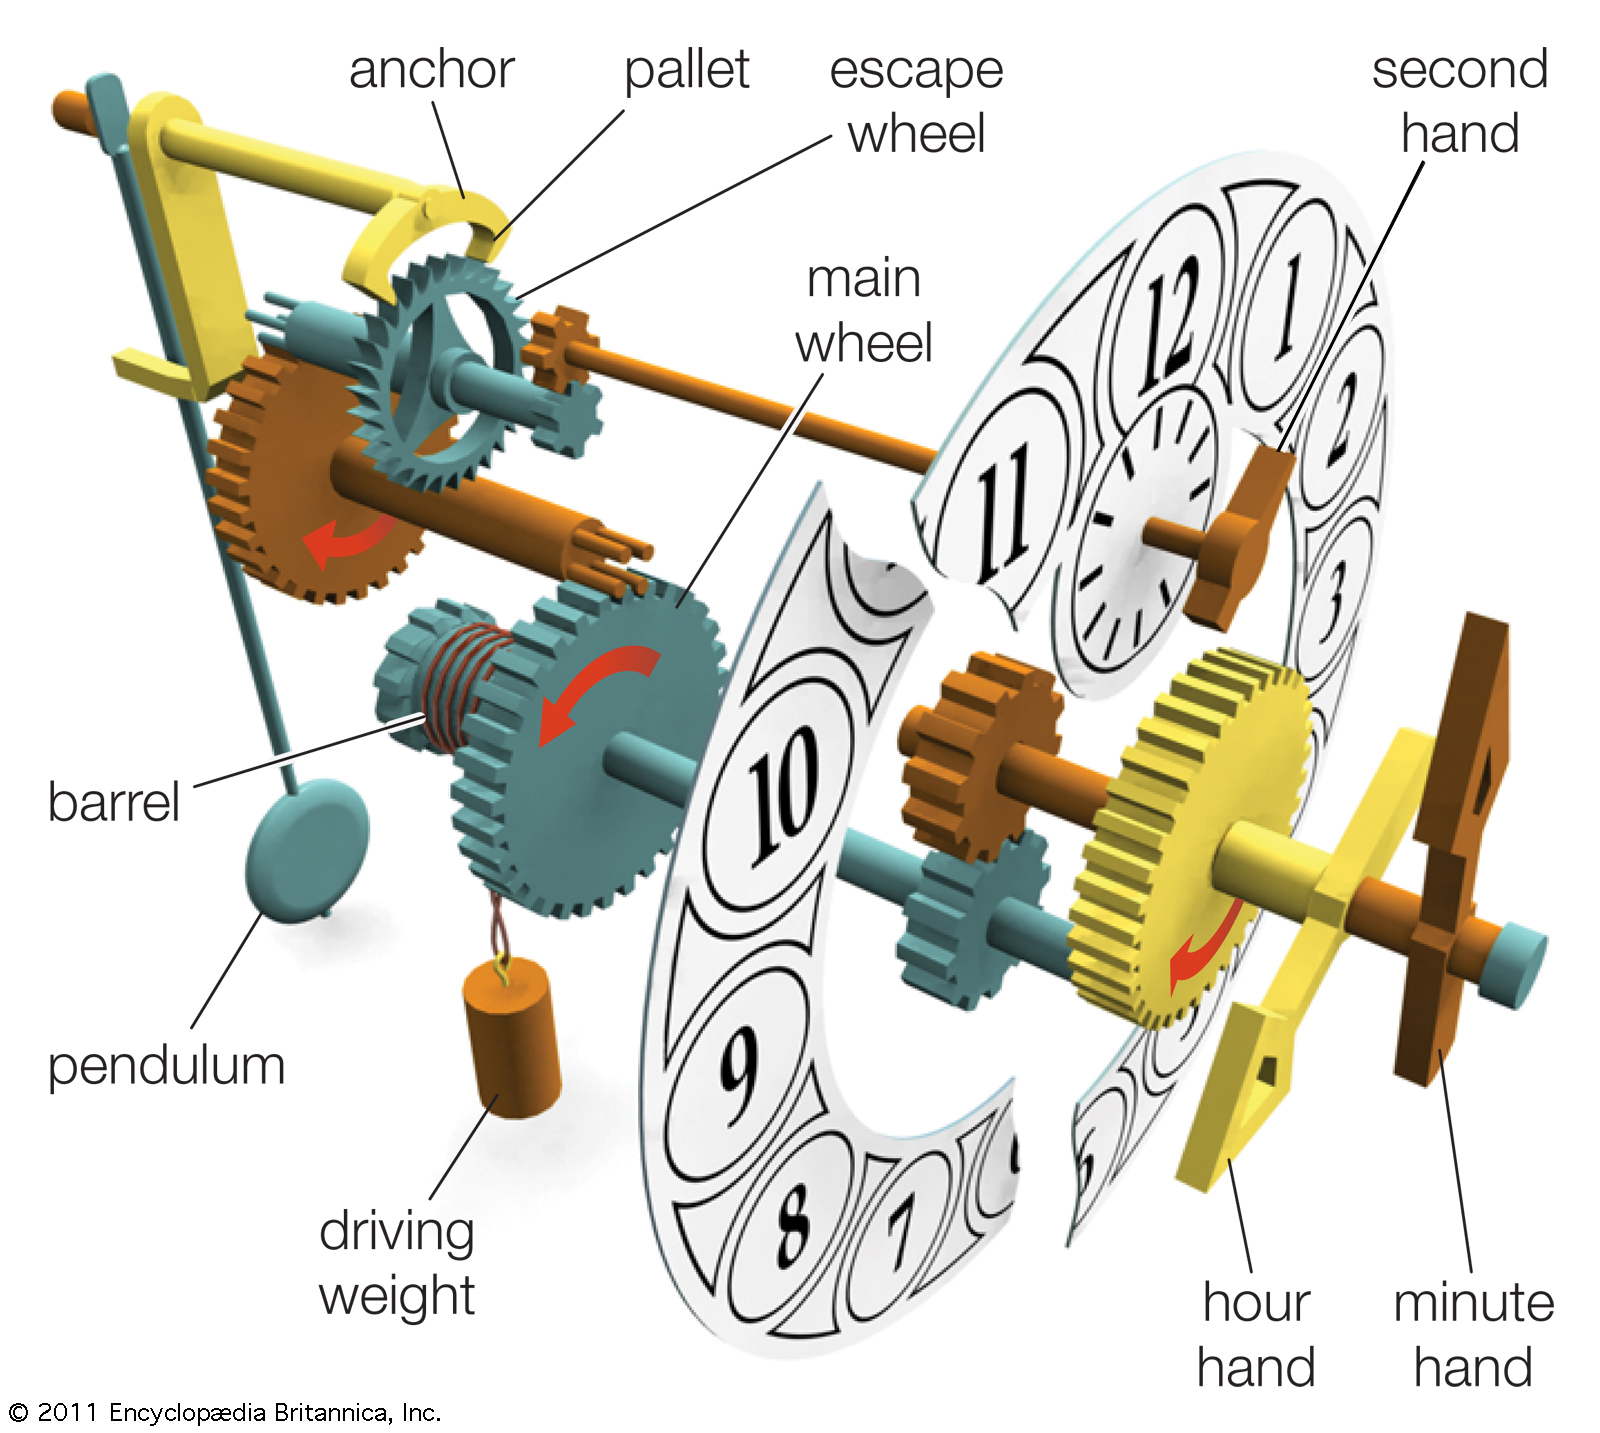 anchor
pallet
escape
wheel
second
hand
main
wheel
12
1
2
11
3
10
barrel
9
pendulum
8
7
driving
weight
hour
hand
minute
hand
© 2011 Encyclopædia Britannica, Inc.